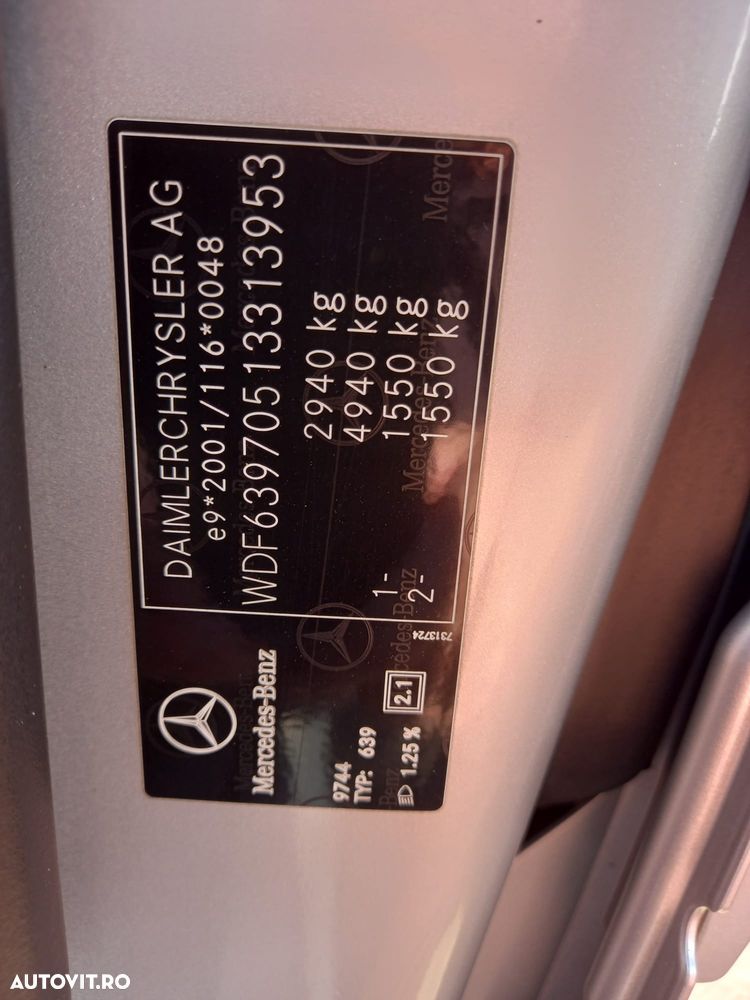 DAIMLERCHRYSLER AG
e9*2001/116*0048
WDF63970513313953
2940 kg
4940 kg
1- 1550 kg
2- 1550 kg
Mercedes-Benz
9744
TYP: 639
1.25 % 2.1
7313724
AUTOVIT.RO